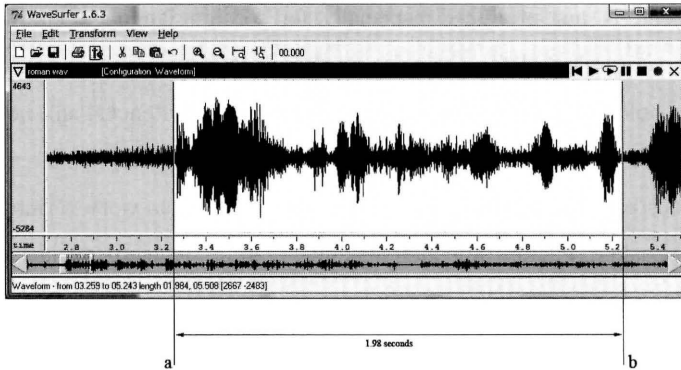 WaveSurfer 1.6.3
File Edit Transform View Help
00.000
roman.wav [Configuration Waveform]
4643
-5284
time 2.8 3.0 3.2 3.4 3.6 3.8 4.0 4.2 4.4 4.6 4.8 5.0 5.2 5.4
Waveform - from 03.259 to 05.243 length 01.984, 05.508 [2667 -2483]
1.98 seconds
a b